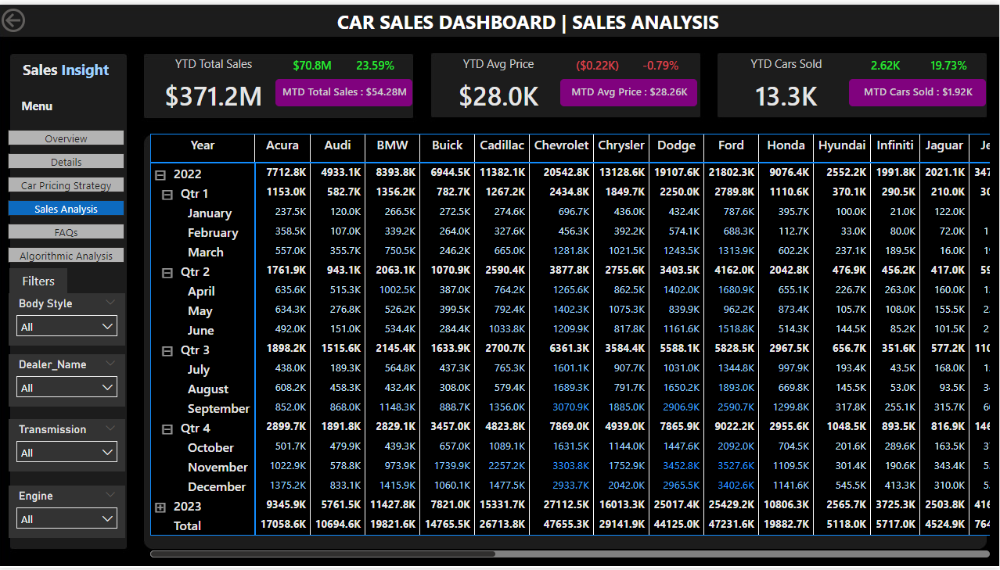 CAR SALES DASHBOARD | SALES ANALYSIS
Sales Insight
Menu
Overview
Details
Car Pricing Strategy
Sales Analysis
FAQs
Algorithmic Analysis
Filters
Body Style
All
Dealer_Name
All
Transmission
All
Engine
All
YTD Total Sales $70.8M 23.59%
$371.2M MTD Total Sales : $54.28M
YTD Avg Price ($0.22K) -0.79%
$28.0K MTD Avg Price : $28.26K
YTD Cars Sold 2.62K 19.73%
13.3K MTD Cars Sold : $1.92K
Year Acura Audi BMW Buick Cadillac Chevrolet Chrysler Dodge Ford Honda Hyundai Infiniti Jaguar Je
2022 7712.8K 4933.1K 8393.8K 6944.5K 11382.1K 20542.8K 13128.6K 19107.6K 21802.3K 9076.4K 2552.2K 1991.8K 2021.1K 347
Qtr 1 1153.0K 582.7K 1356.2K 782.7K 1267.2K 2434.8K 1849.7K 2250.0K 2789.8K 1110.6K 370.1K 290.5K 210.0K 30
January 237.5K 120.0K 266.5K 272.5K 274.6K 696.7K 436.0K 432.4K 787.6K 395.7K 100.0K 21.0K 122.0K
February 358.5K 107.0K 339.2K 264.0K 327.6K 456.3K 392.2K 574.1K 688.3K 112.7K 33.0K 80.0K 72.0K 1
March 557.0K 355.7K 750.5K 246.2K 665.0K 1281.8K 1021.5K 1243.5K 1313.9K 602.2K 237.1K 189.5K 16.0K
Qtr 2 1761.9K 943.1K 2063.1K 1070.9K 2590.4K 3877.8K 2755.6K 3403.5K 4162.0K 2042.8K 476.9K 456.2K 417.0K 59
April 635.6K 515.3K 1002.5K 387.0K 764.2K 1265.6K 862.5K 1402.0K 1680.9K 655.1K 226.7K 263.0K 160.0K
May 634.3K 276.8K 526.2K 399.5K 792.4K 1402.3K 1075.3K 839.9K 962.2K 873.4K 105.7K 108.0K 155.5K
June 492.0K 151.0K 534.4K 284.4K 1033.8K 1209.9K 817.8K 1161.6K 1518.8K 514.3K 144.5K 85.2K 101.5K
Qtr 3 1898.2K 1515.6K 2145.4K 1633.9K 2700.7K 6361.3K 3584.4K 5588.1K 5828.5K 2967.5K 656.7K 351.6K 577.2K 110
July 438.0K 189.3K 564.8K 437.3K 765.3K 1601.1K 907.7K 1031.0K 1344.8K 997.9K 193.4K 43.5K 168.0K
August 608.2K 458.3K 432.4K 308.0K 579.4K 1689.3K 791.7K 1650.2K 1893.0K 669.8K 145.5K 53.0K 93.5K
September 852.0K 868.0K 1148.3K 888.7K 1356.0K 3070.9K 1885.0K 2906.9K 2590.7K 1299.8K 317.8K 255.1K 315.7K
Qtr 4 2899.7K 1891.8K 2829.1K 3457.0K 4823.8K 7869.0K 4939.0K 7865.9K 9022.2K 2955.6K 1048.5K 893.5K 816.9K 146
October 501.7K 479.9K 439.3K 657.0K 1089.1K 1631.5K 1144.0K 1447.6K 2092.0K 704.5K 201.6K 289.6K 163.5K
November 1022.9K 578.8K 973.9K 1739.9K 2257.2K 3303.8K 1752.9K 3452.8K 3527.6K 1109.5K 301.4K 190.6K 343.4K
December 1375.2K 833.1K 1415.9K 1060.1K 1477.5K 2933.7K 2042.0K 2965.5K 3402.6K 1141.6K 545.5K 413.3K 310.0K
2023 9345.9K 5761.5K 11427.8K 7821.0K 15331.7K 27112.5K 16013.3K 25017.4K 25429.2K 10806.3K 2565.7K 3725.3K 2503.8K 416
Total 17058.6K 10694.6K 19821.6K 14765.5K 26713.8K 47655.3K 29141.9K 44125.0K 47231.6K 19882.7K 5118.0K 5717.0K 4524.9K 764